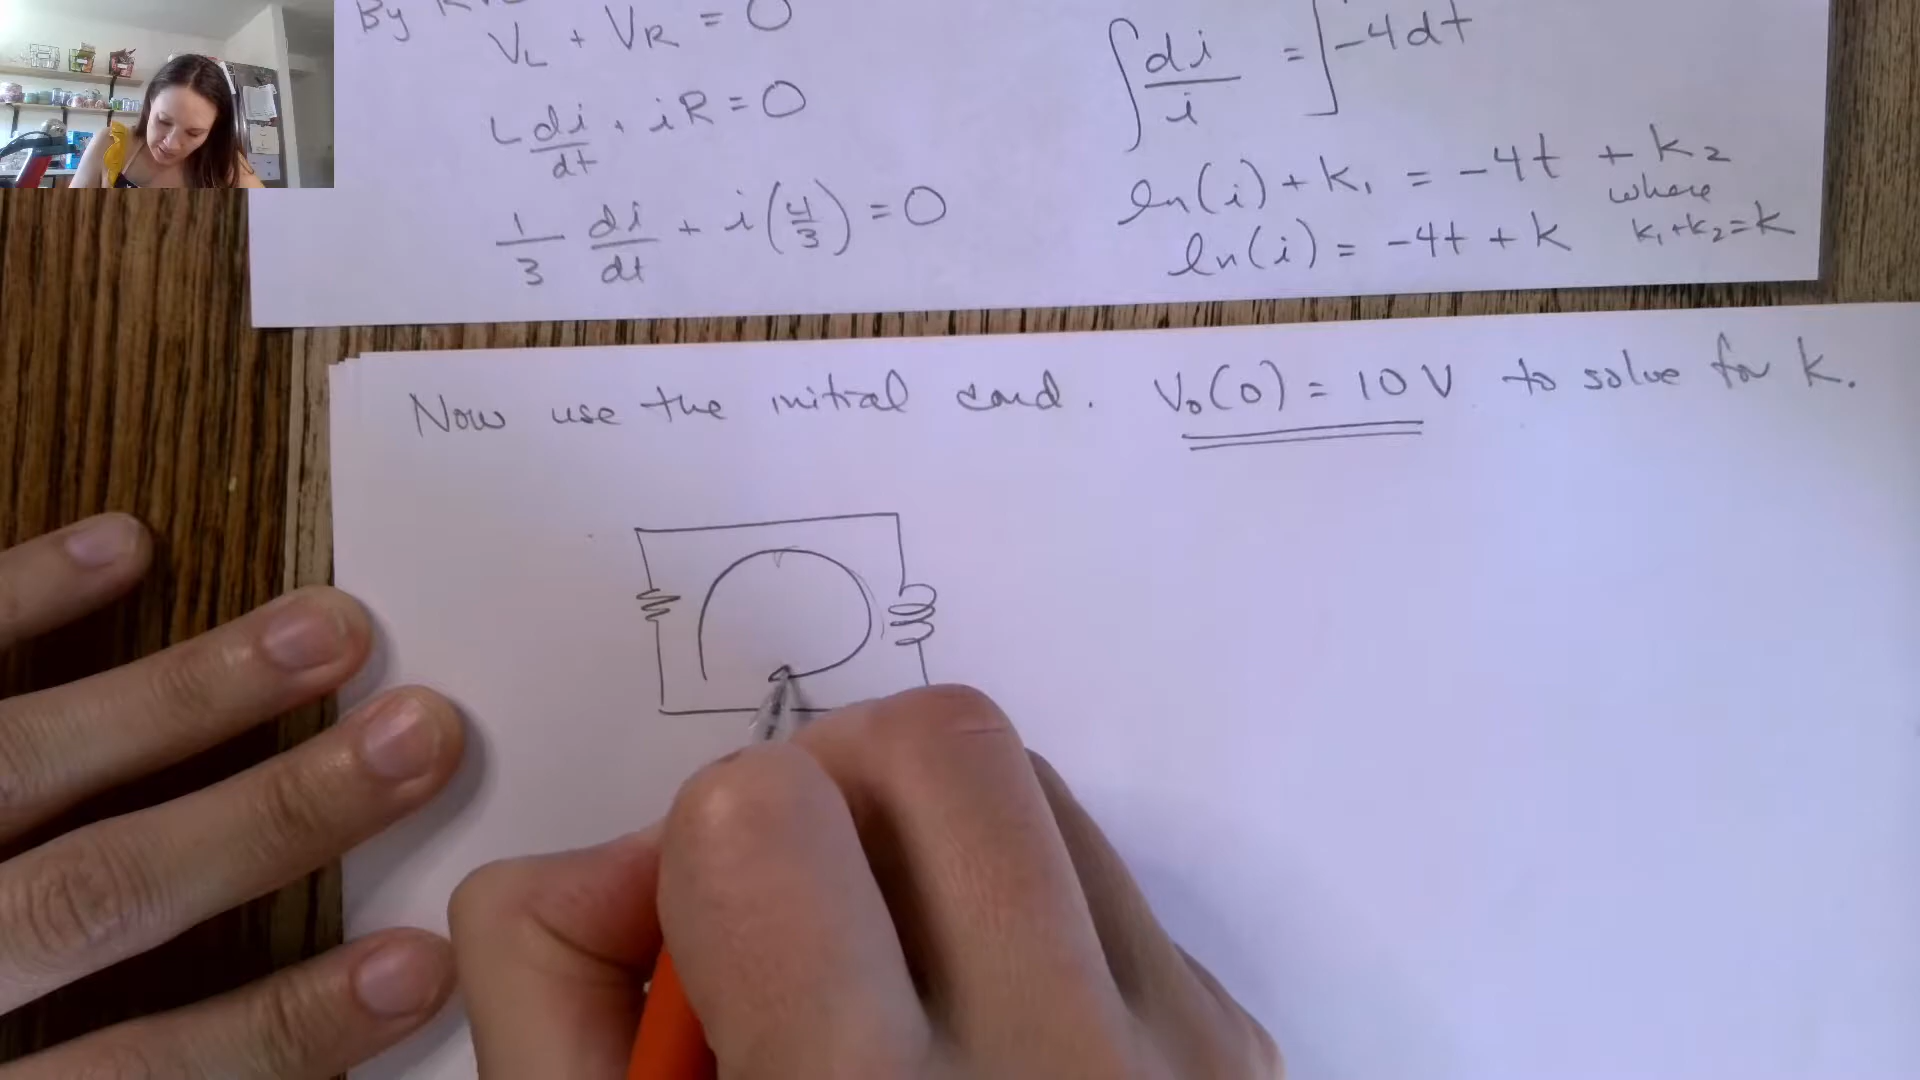 By
V_L + V_R = 0
L di/dt + iR = 0
1/3 di/dt + i(4/3) = 0
∫ di/i = ∫ -4dt
ln(i) + k₁ = -4t + k₂
where
ln(i) = -4t + k k₁+k₂=k
Now use the initial cond. V₀(0) = 10 V to solve for k.